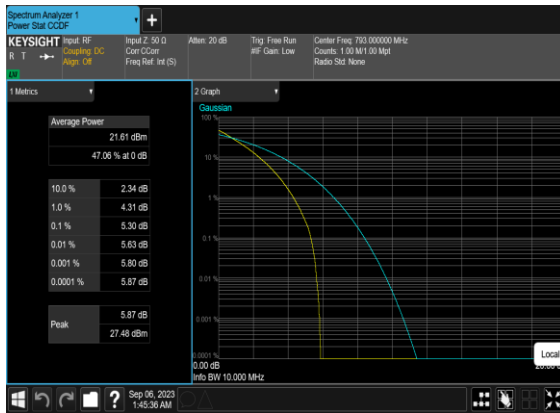 Spectrum Analyzer 1
Power Stat CCDF
KEYSIGHT
R T
LXI
Input: RF
Coupling: DC
Align: Off
Input Z: 50 Ω
Corr CCorr
Freq Ref: Int (S)
Atten: 20 dB
Trig: Free Run
#IF Gain: Low
Center Freq: 793.000000 MHz
Counts: 1.00 M/1.00 Mpt
Radio Std: None
1 Metrics
Average Power
21.61 dBm
47.06 % at 0 dB
10.0 % 2.34 dB
1.0 % 4.31 dB
0.1 % 5.30 dB
0.01 % 5.63 dB
0.001 % 5.80 dB
0.0001 % 5.87 dB
Peak
5.87 dB
27.48 dBm
2 Graph
Gaussian
100 %
10 %
1 %
0.1 %
0.01 %
0.001 %
0.0001 %
0.00 dB
Info BW 10.000 MHz
Local
Sep 06, 2023
1:45:36 AM